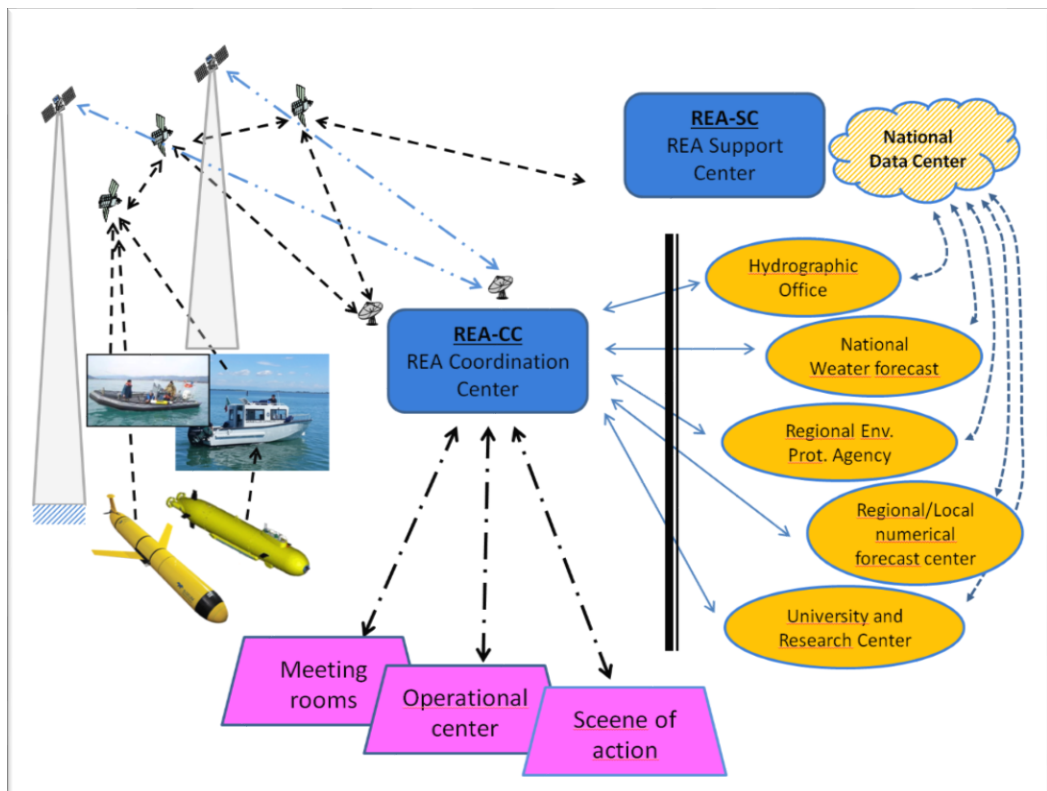 REA-SC
REA Support
Center
National
Data Center
Hydrographic
Office
REA-CC
REA Coordination
Center
National
Weater forecast
Regional Env.
Prot. Agency
Regional/Local
numerical
forecast center
University and
Research Center
Meeting
rooms
Operational
center
Sceene of
action